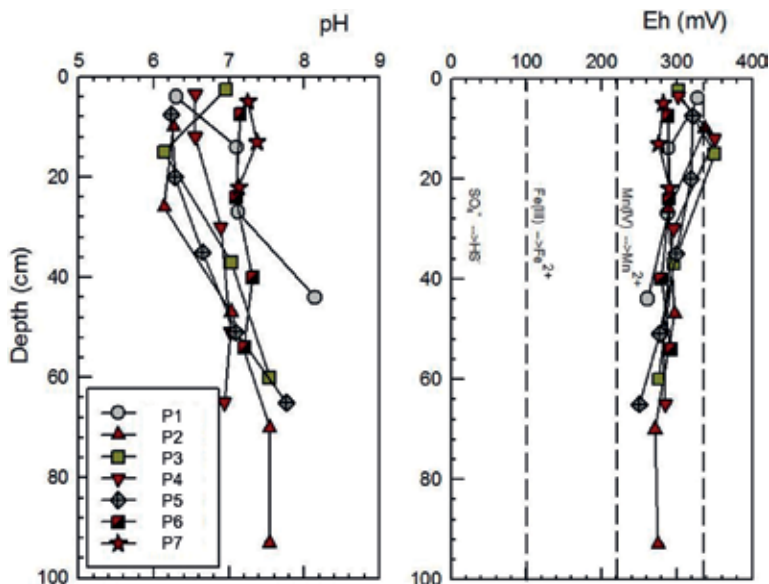 pH
5 6 7 8 9
Eh (mV)
0 100 200 300 400
Depth (cm)
0
20
40
60
80
100
P1
P2
P3
P4
P5
P6
P7
0
20
40
60
80
100
Fe(III) -->Fe2+
Mn(IV) -->Mn2+